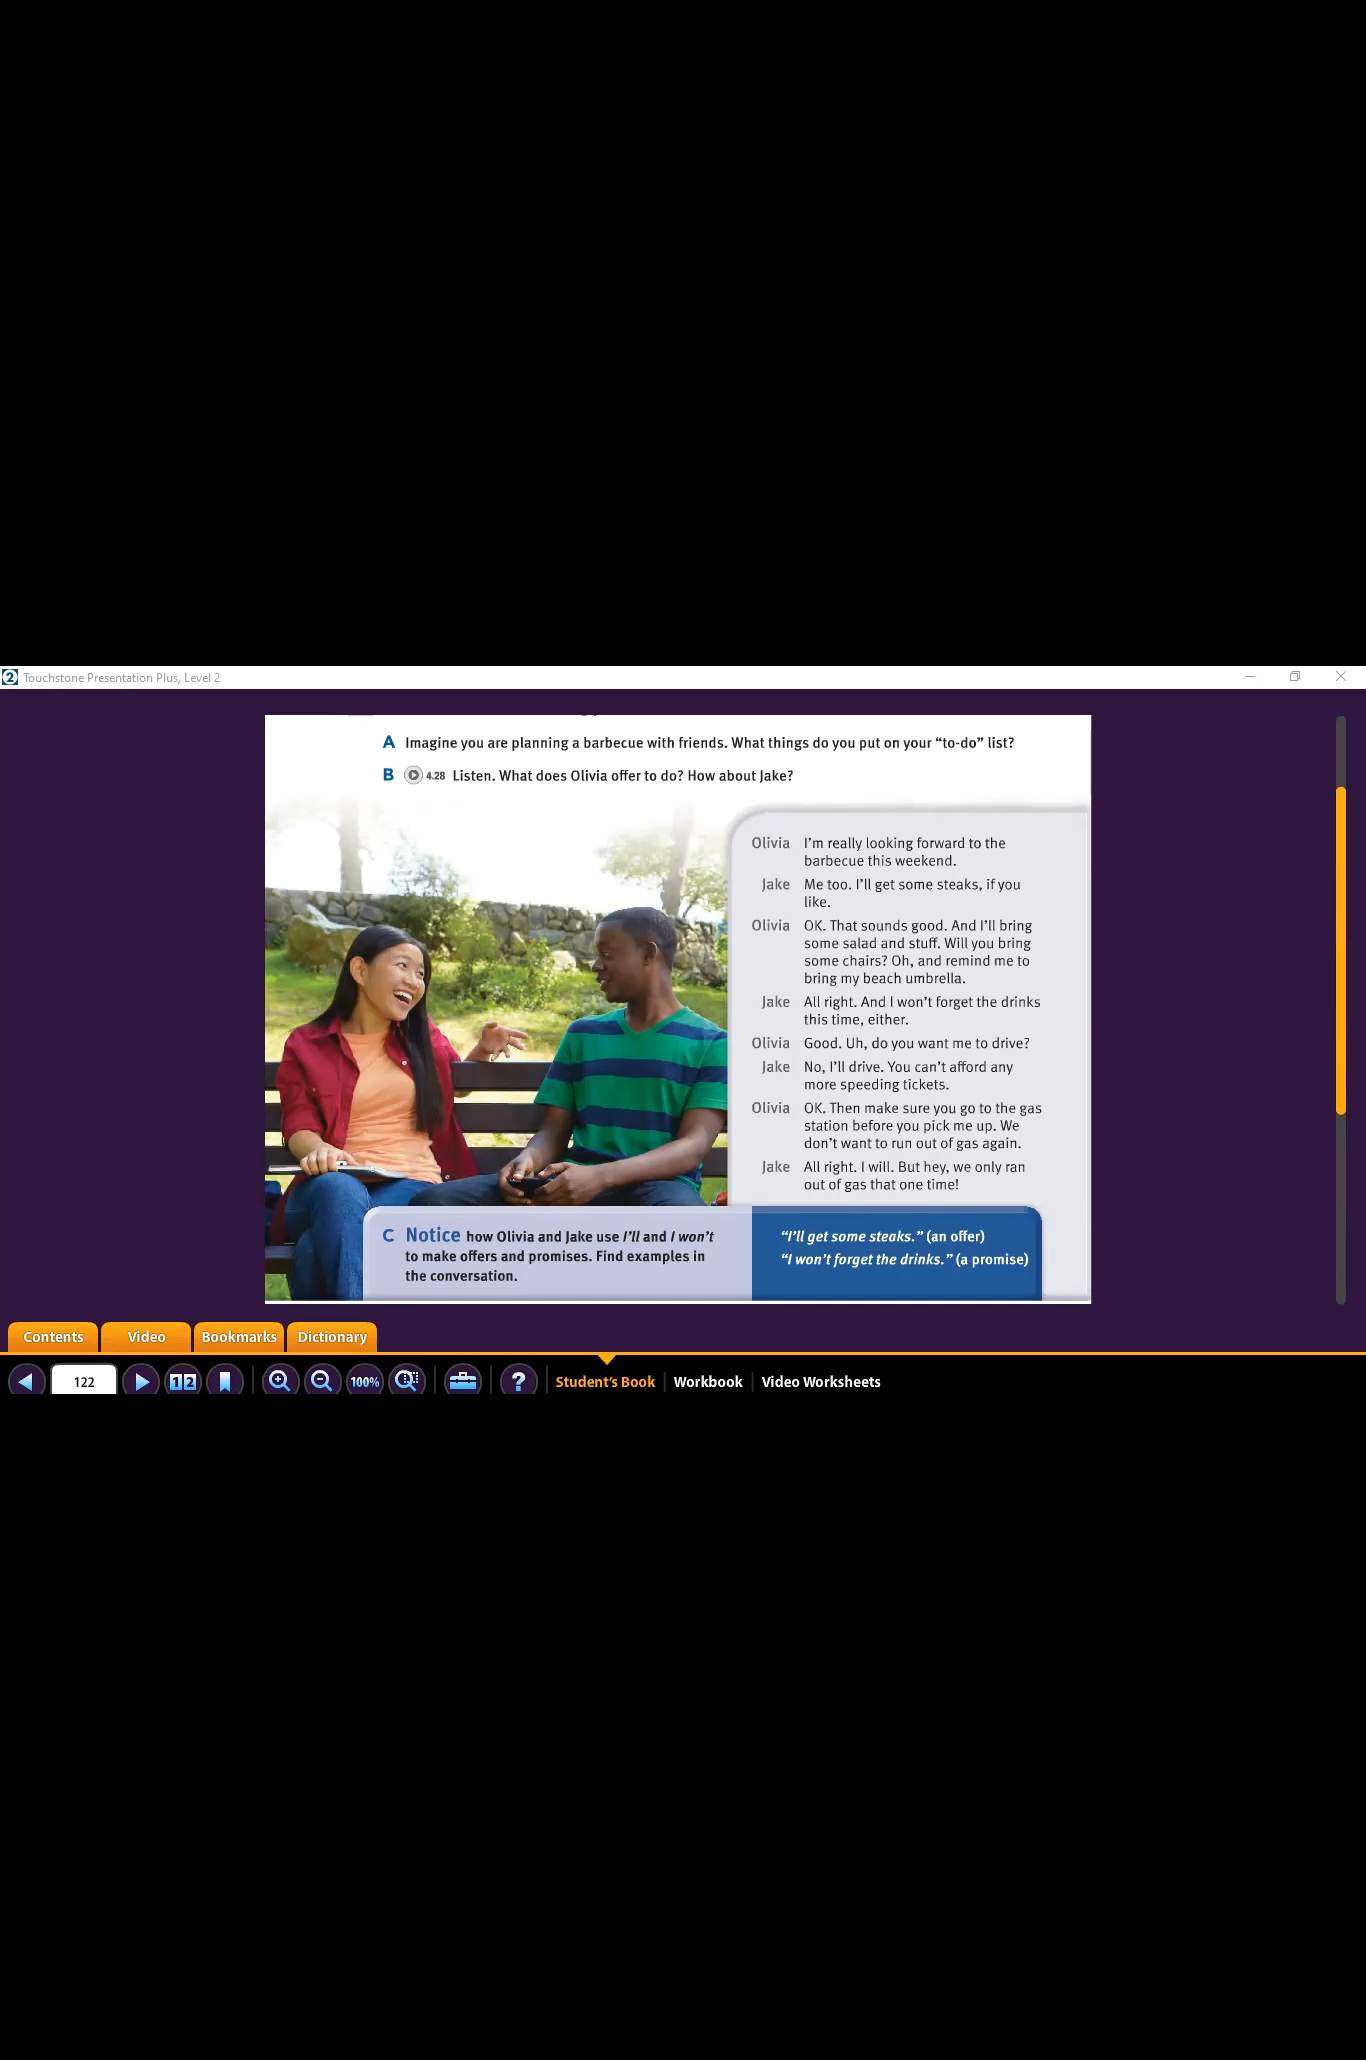 Touchstone Presentation Plus, Level 2
A Imagine you are planning a barbecue with friends. What things do you put on your “to-do” list?
B 4.28 Listen. What does Olivia offer to do? How about Jake?
Olivia I’m really looking forward to the
barbecue this weekend.
Jake Me too. I’ll get some steaks, if you
like.
Olivia OK. That sounds good. And I’ll bring
some salad and stuff. Will you bring
some chairs? Oh, and remind me to
bring my beach umbrella.
Jake All right. And I won’t forget the drinks
this time, either.
Olivia Good. Uh, do you want me to drive?
Jake No, I’ll drive. You can’t afford any
more speeding tickets.
Olivia OK. Then make sure you go to the gas
station before you pick me up. We
don’t want to run out of gas again.
Jake All right. I will. But hey, we only ran
out of gas that one time!
C Notice how Olivia and Jake use I’ll and I won’t
to make offers and promises. Find examples in
the conversation.
“I’ll get some steaks.” (an offer)
“I won’t forget the drinks.” (a promise)
Contents Video Bookmarks Dictionary
122 12 100% ? Student’s Book Workbook Video Worksheets